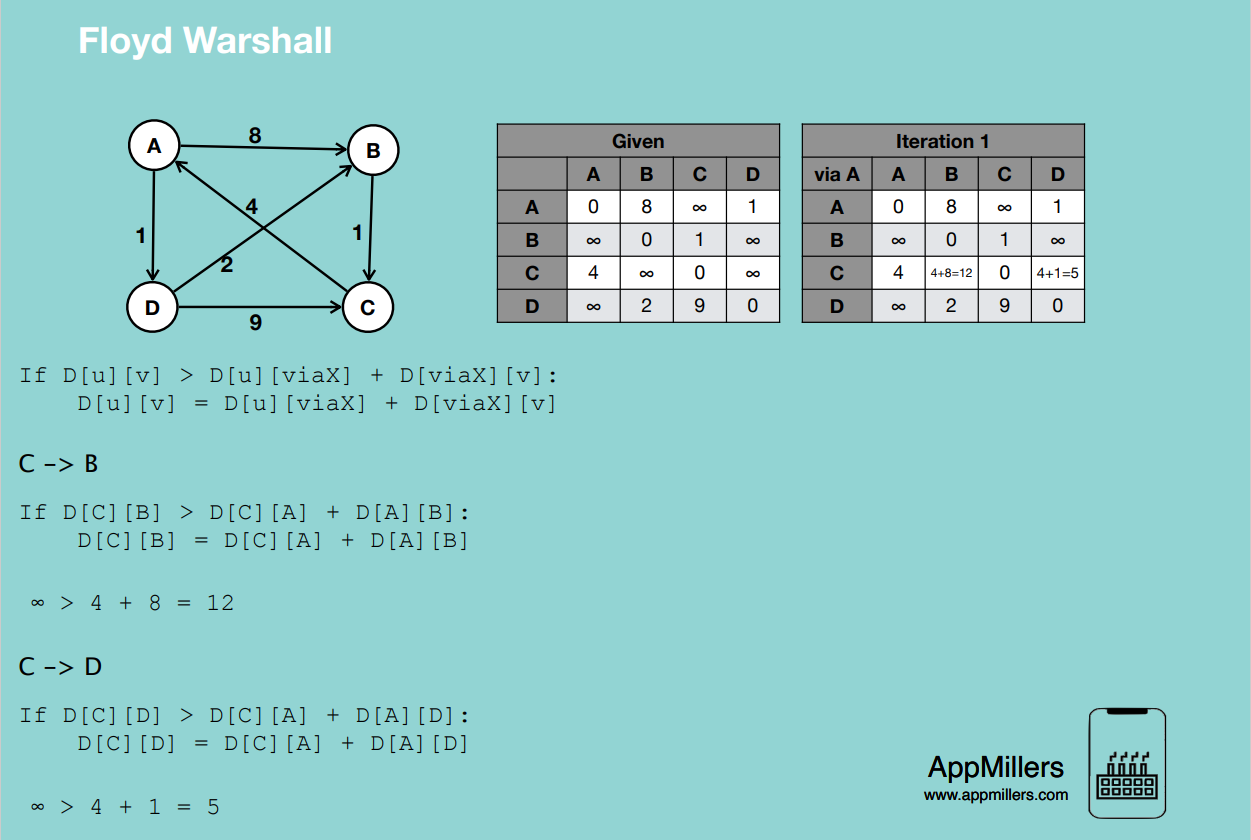 Floyd Warshall
A
8
B
4
1
1
2
D
C
9
Given
A B C D
A 0 8 ∞ 1
B ∞ 0 1 ∞
C 4 ∞ 0 ∞
D ∞ 2 9 0
Iteration 1
via A A B C D
A 0 8 ∞ 1
B ∞ 0 1 ∞
C 4 4+8=12 0 4+1=5
D ∞ 2 9 0
If D[u][v] > D[u][viaX] + D[viaX][v]:
D[u][v] = D[u][viaX] + D[viaX][v]
C -> B
If D[C][B] > D[C][A] + D[A][B]:
D[C][B] = D[C][A] + D[A][B]
∞ > 4 + 8 = 12
C -> D
If D[C][D] > D[C][A] + D[A][D]:
D[C][D] = D[C][A] + D[A][D]
∞ > 4 + 1 = 5
AppMillers
www.appmillers.com